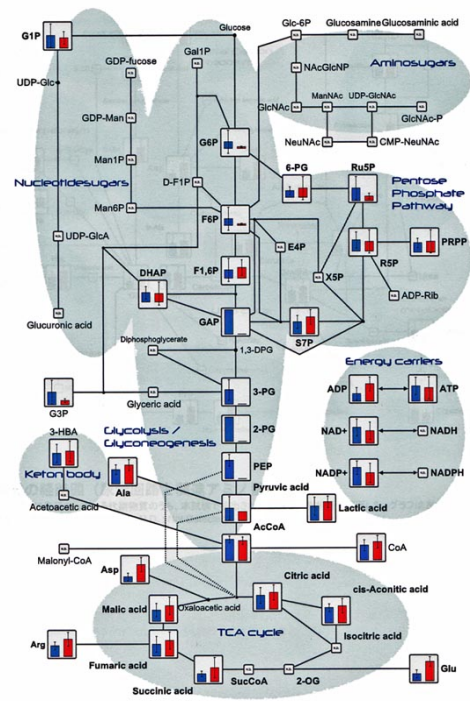 Glucose
Glc-6P
Glucosamine
Glucosaminic acid
G1P
Gal1P
GDP-fucose
NAcGlcNP
Aminosugars
UDP-Glc
ManNAc
UDP-GlcNAc
GlcNAc
GlcNAc-P
GDP-Man
G6P
NeuNAc
CMP-NeuNAc
Man1P
6-PG
Ru5P
Nucleotidesugars
D-F1P
Pentose
Phosphate
Pathway
Man6P
F6P
UDP-GlcA
E4P
R5P
PRPP
DHAP
F1,6P
X5P
ADP-Rib
Glucuronic acid
GAP
S7P
Diphosphoglycerate
1,3-DPG
Energy carriers
ADP
ATP
G3P
Glyceric acid
3-PG
3-HBA
Glycolysis /
Glyconeogenesis
2-PG
NAD+
NADH
Keton body
PEP
NADP+
NADPH
Ala
Pyruvic acid
Acetoacetic acid
Lactic acid
AcCoA
Malonyl-CoA
CoA
Asp
Citric acid
cis-Aconitic acid
Malic acid
Oxaloacetic acid
TCA cycle
Isocitric acid
Arg
Fumaric acid
Succinic acid
SucCoA
2-OG
Glu